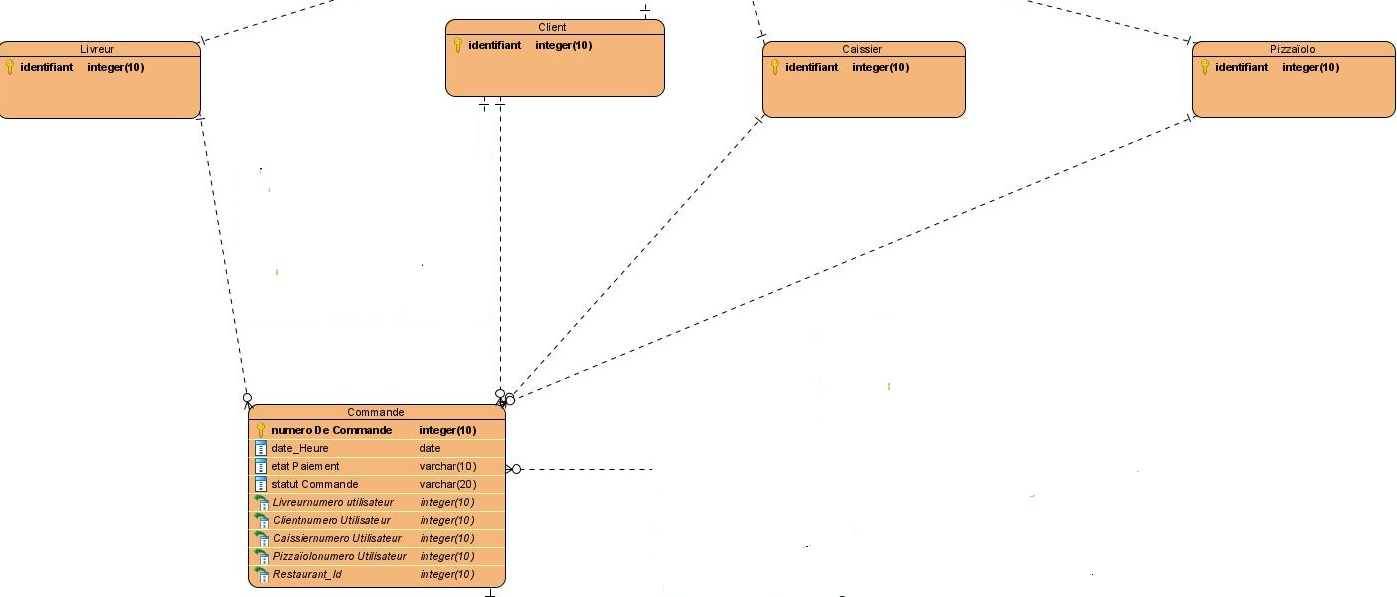 Livreur
identifiant integer(10)
Client
identifiant integer(10)
Caissier
identifiant integer(10)
Pizzaïolo
identifiant integer(10)
Commande
numero De Commande integer(10)
date_Heure date
etat Paiement varchar(10)
statut Commande varchar(20)
Livreurnumero utilisateur integer(10)
Clientnumero Utilisateur integer(10)
Caissiernumero Utilisateur integer(10)
Pizzaïolonumero Utilisateur integer(10)
Restaurant_Id integer(10)